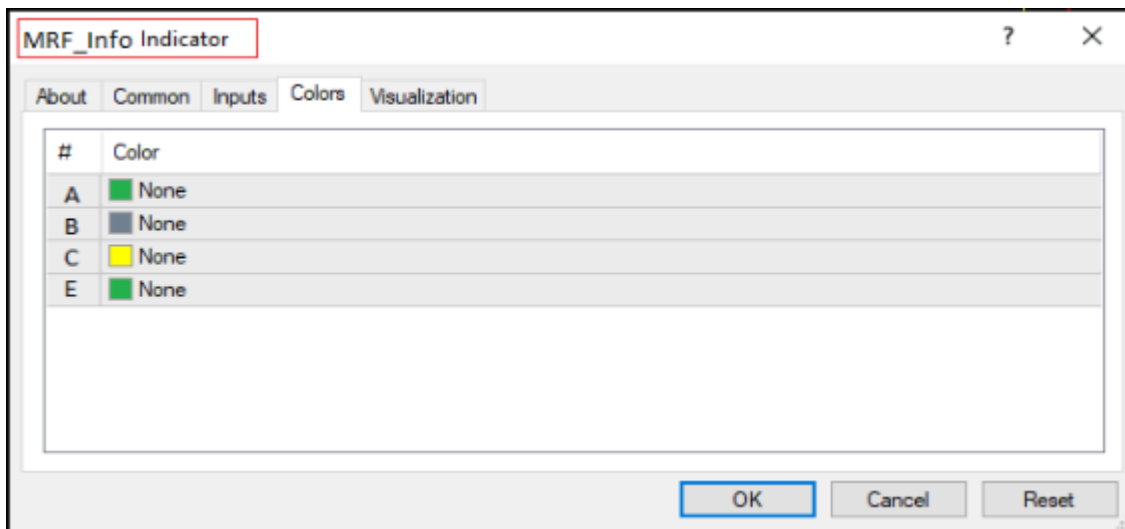 MRF_Info Indicator ? ×
About Common Inputs Colors Visualization
# Color
A None
B None
C None
E None
OK Cancel Reset